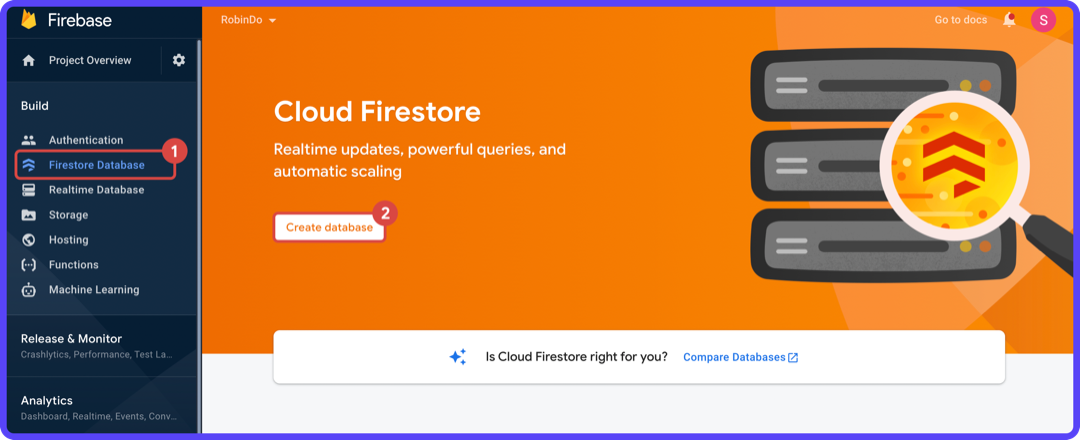 Firebase
RobinDo
Go to docs
S
Project Overview
Build
Authentication
1
Firestore Database
Realtime Database
Storage
Hosting
Functions
Machine Learning
Release & Monitor
Crashlytics, Performance, Test La...
Analytics
Dashboard, Realtime, Events, Conv...
Cloud Firestore
Realtime updates, powerful queries, and
automatic scaling
2
Create database
Is Cloud Firestore right for you? Compare Databases